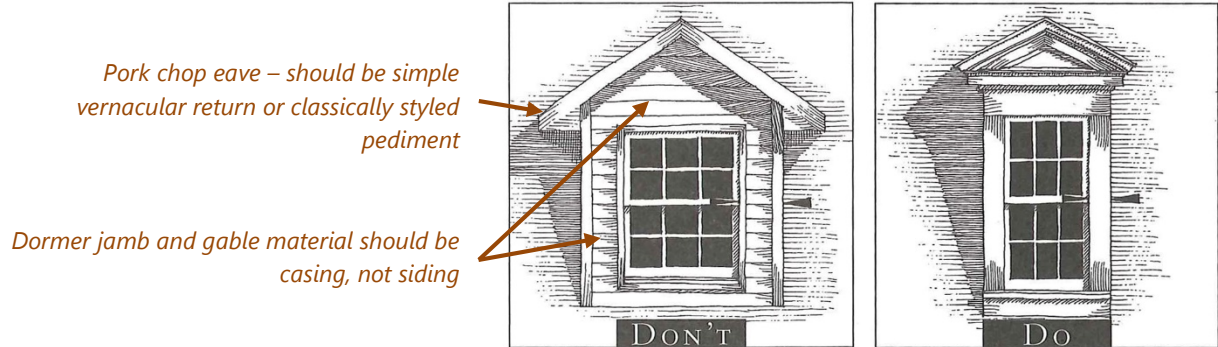 Pork chop eave – should be simple
vernacular return or classically styled
pediment
Dormer jamb and gable material should be
casing, not siding
DON'T
DO